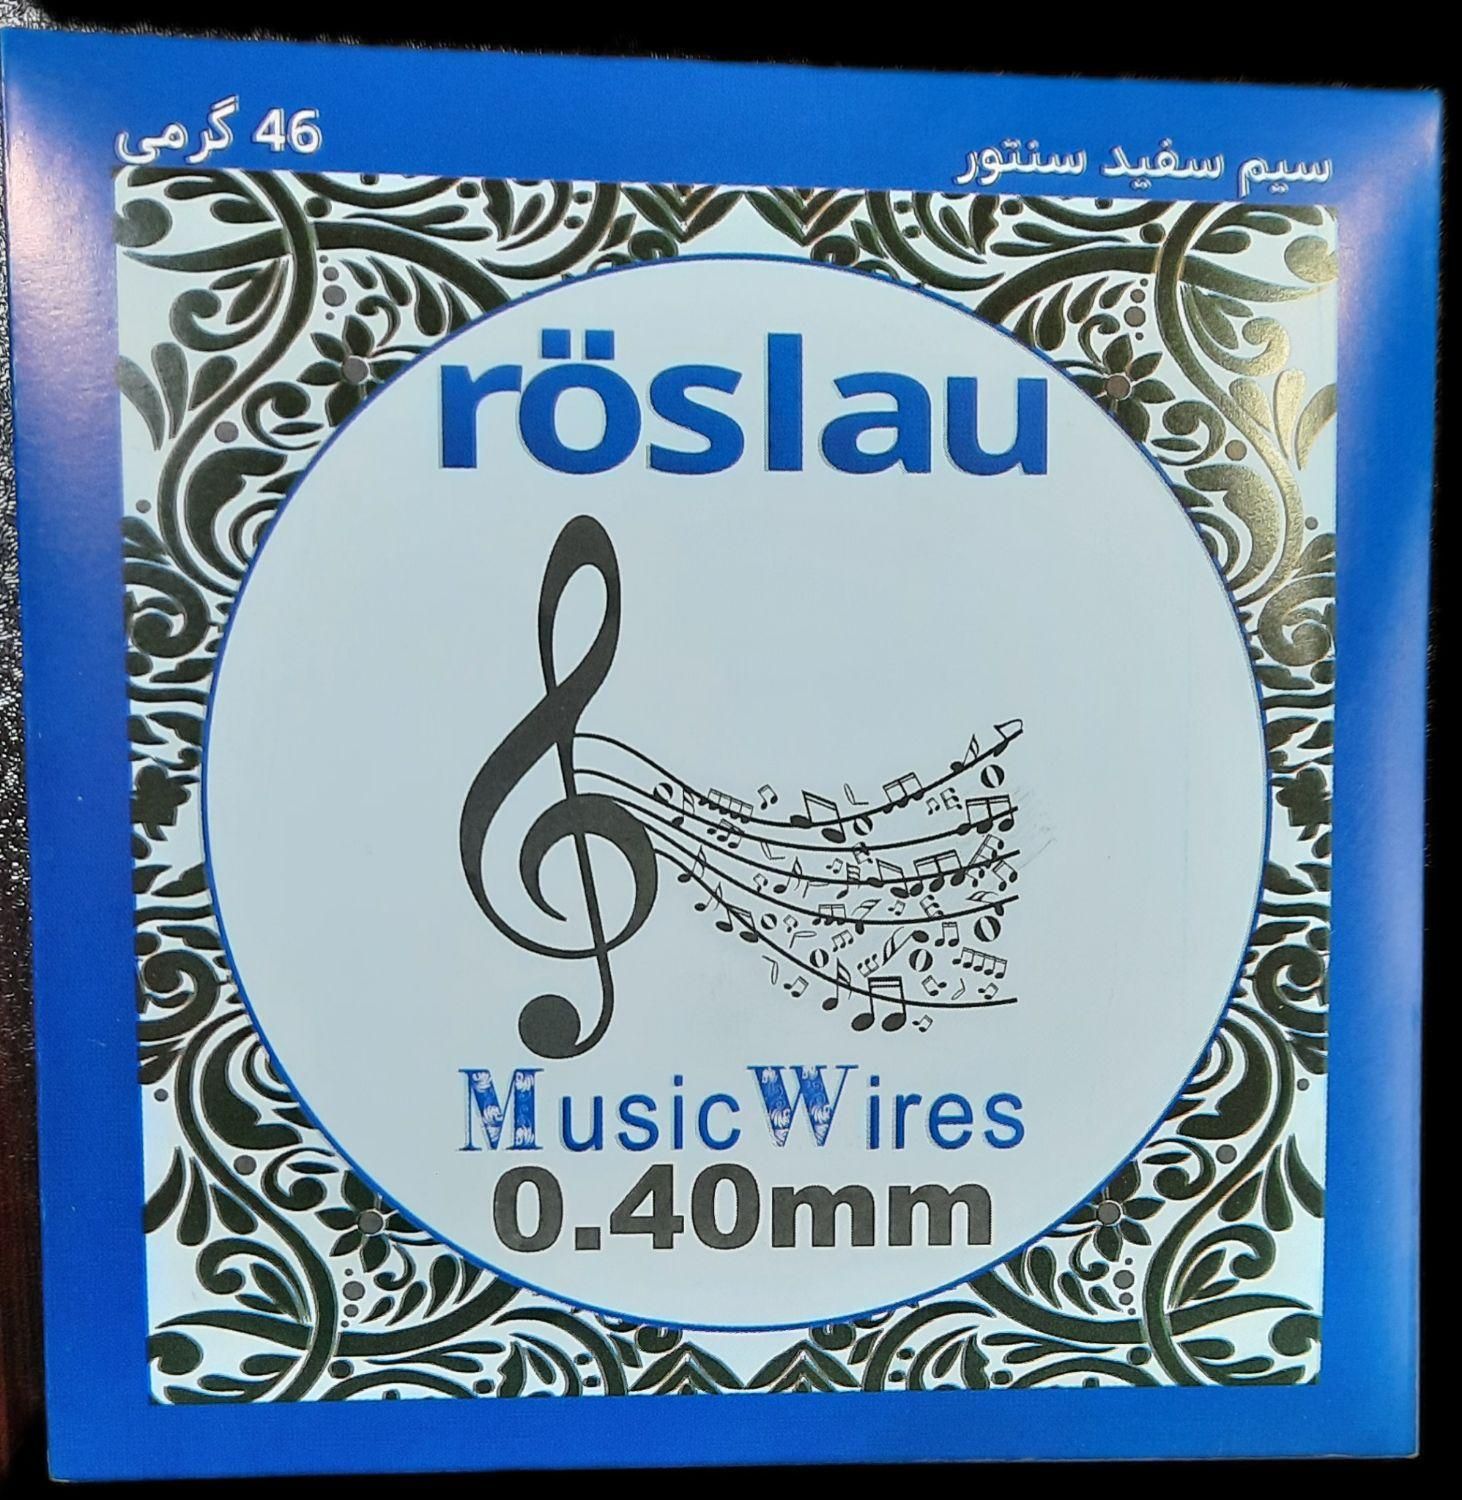 سیم سفید سنتور
46 گرمی
röslau
Music Wires
0.40mm